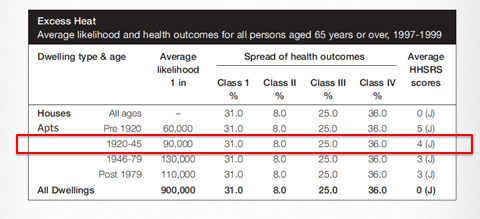 Excess Heat
Average likelihood and health outcomes for all persons aged 65 years or over, 1997-1999
Dwelling type & age Average likelihood 1 in Spread of health outcomes Average HHSRS scores
Class 1 % Class II % Class III % Class IV %
Houses All ages – 31.0 8.0 25.0 36.0 0 (J)
Apts Pre 1920 60,000 31.0 8.0 25.0 36.0 5 (J)
1920-45 90,000 31.0 8.0 25.0 36.0 4 (J)
1946-79 130,000 31.0 8.0 25.0 36.0 3 (J)
Post 1979 110,000 31.0 8.0 25.0 36.0 3 (J)
All Dwellings 900,000 31.0 8.0 25.0 36.0 0 (J)